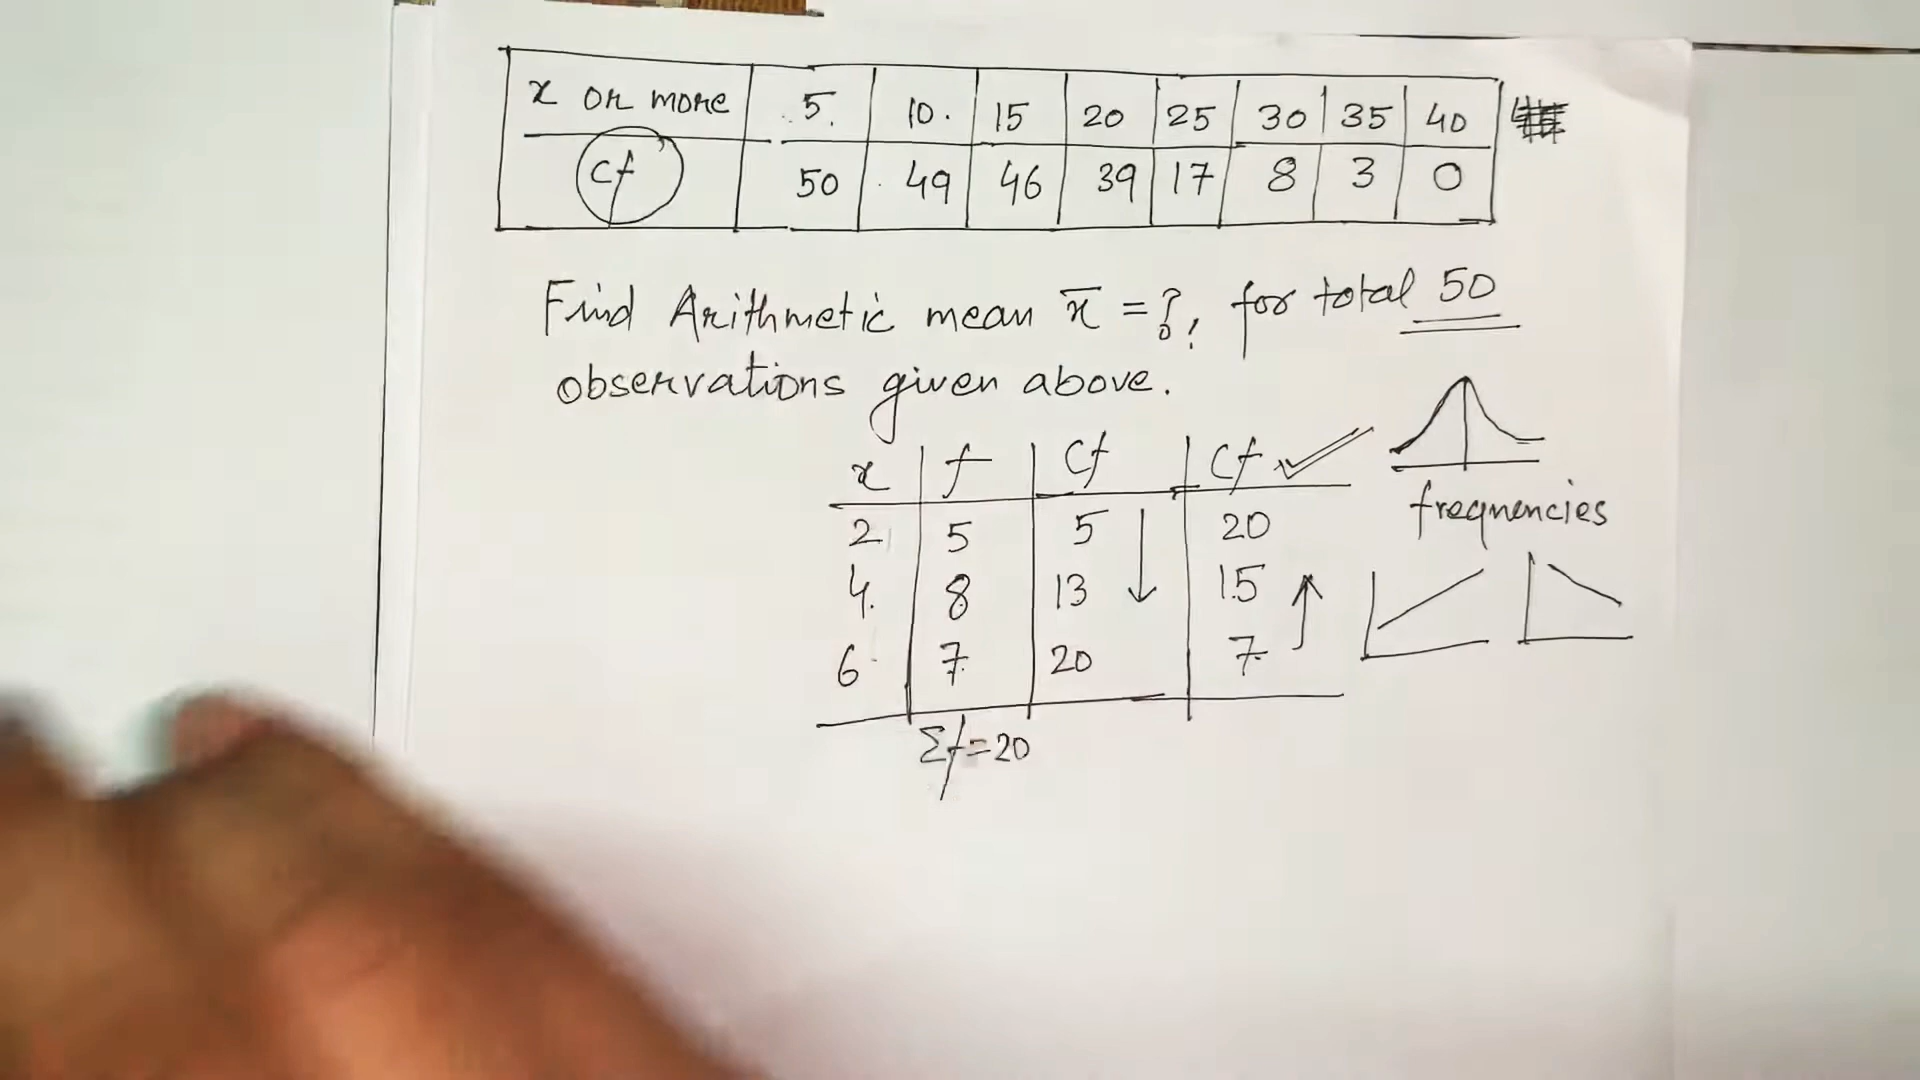 x or more 5. 10. 15 20 25 30 35 40
Cf 50 49 46 39 17 8 3 0
Find Arithmetic mean x̄ = ?, for total 50
observations given above.
x f Cf Cf ✓
2 5 5 ↓ 20
4. 8 13 15 ↑
6 7 20 7
Σf=20
frequencies